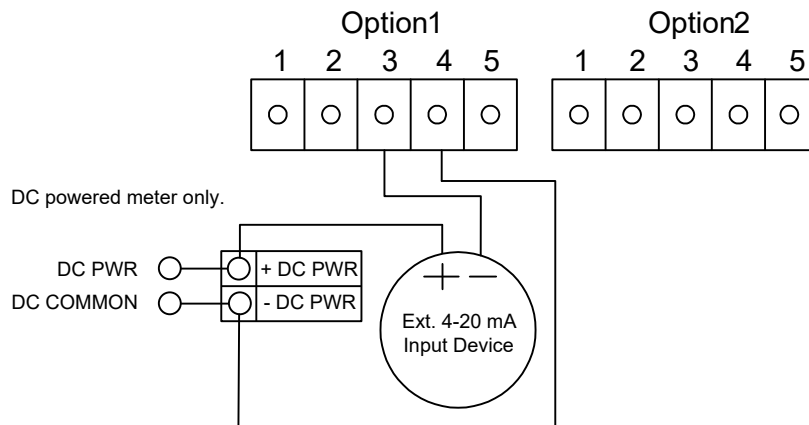 Option1 Option2
1 2 3 4 5 1 2 3 4 5
DC powered meter only.
DC PWR + DC PWR
DC COMMON - DC PWR
+ −
Ext. 4-20 mA
Input Device